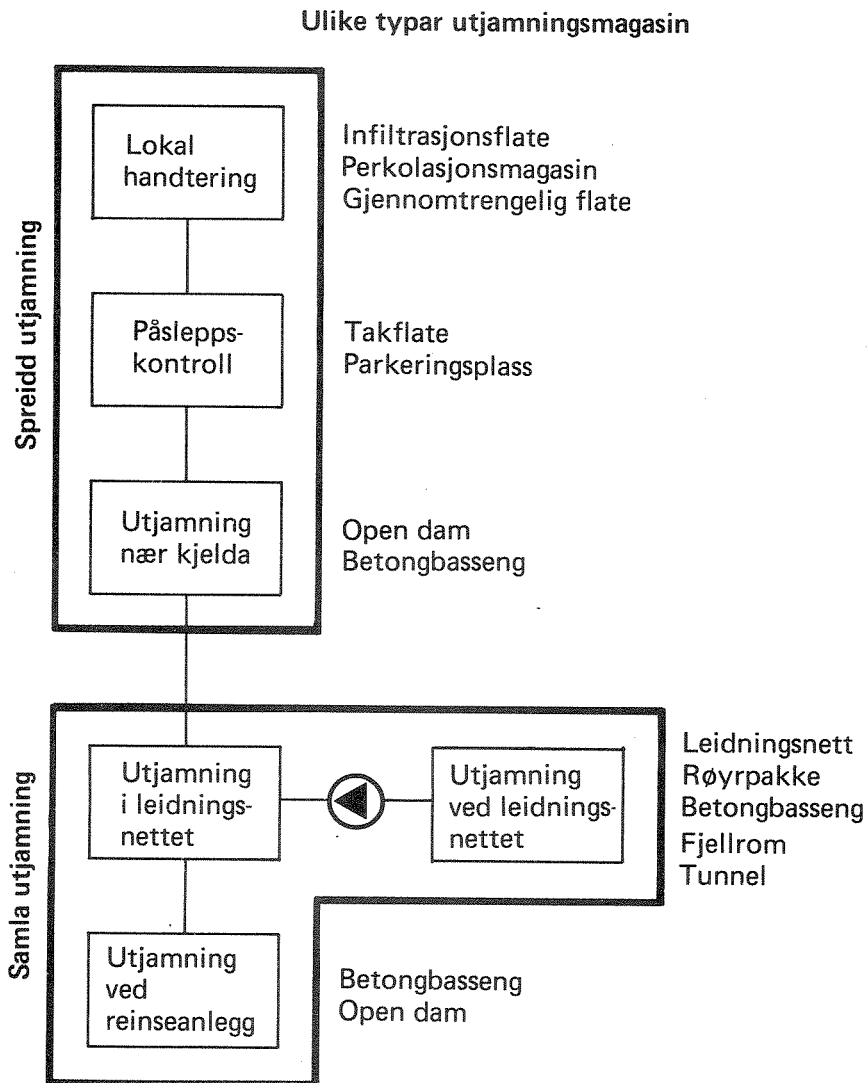 Ulike typar utjamningsmagasin
Spreidd utjamning
Lokal
handtering
Infiltrasjonsflate
Perkolasjonsmagasin
Gjennomtrengelig flate
Påslepps-
kontroll
Takflate
Parkeringsplass
Utjamning
nær kjelda
Open dam
Betongbasseng
Samla utjamning
Utjamning
i leidnings-
nettet
Utjamning
ved leidnings-
nettet
Leidningsnett
Røyrpakke
Betongbasseng
Fjellrom
Tunnel
Utjamning
ved
reinseanlegg
Betongbasseng
Open dam